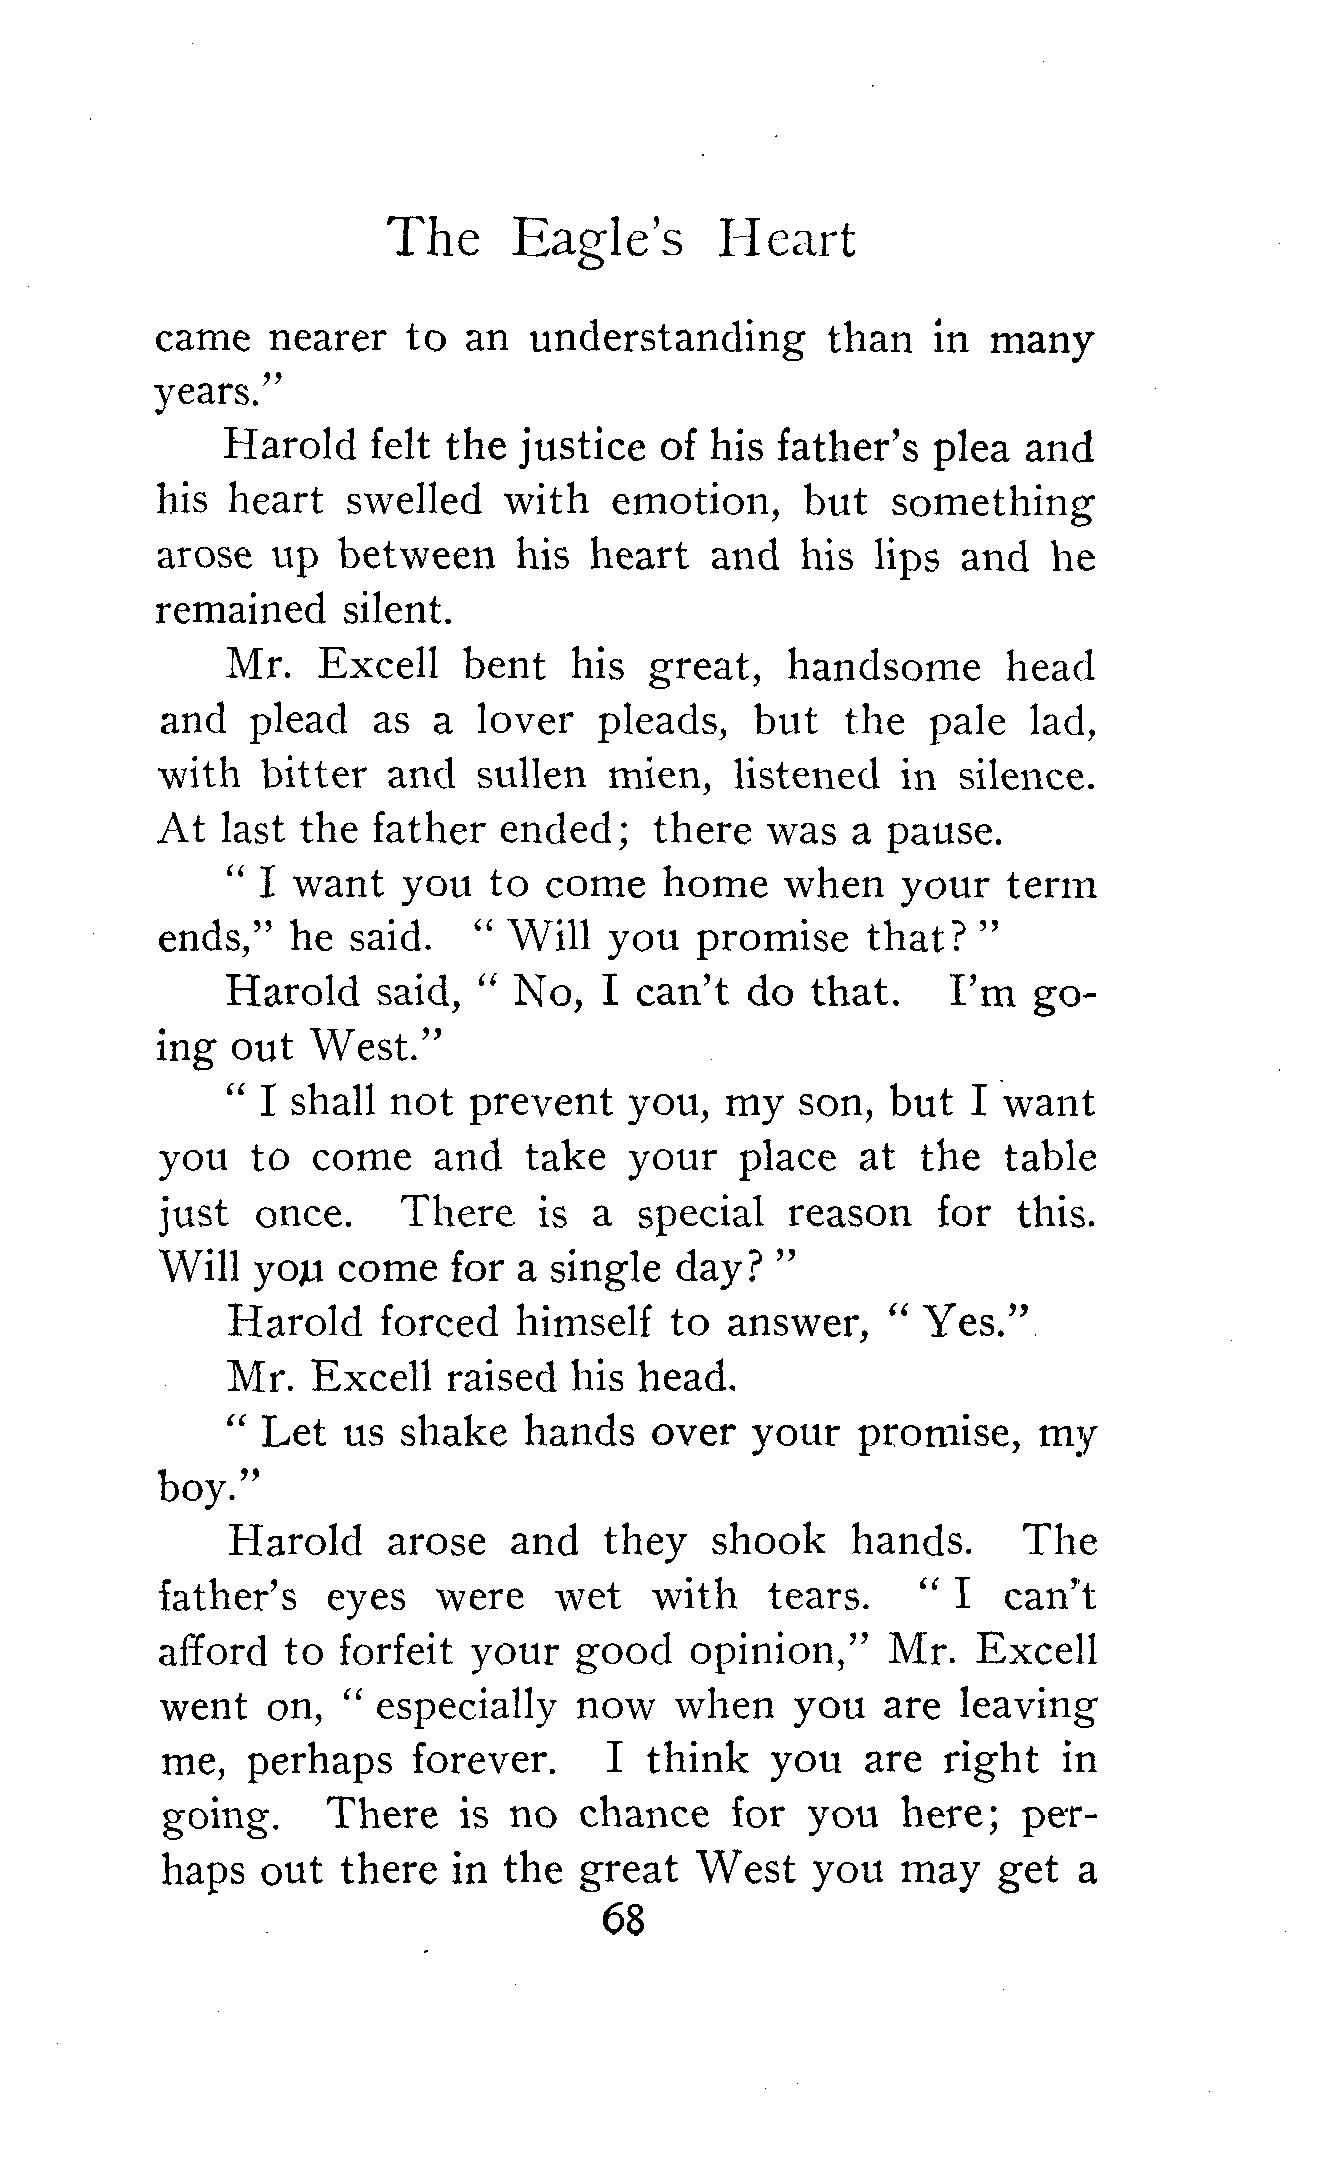 The Eagle's Heart
came nearer to an understanding than in many
years."
Harold felt the justice of his father's plea and
his heart swelled with emotion, but something
arose up between his heart and his lips and he
remained silent.
Mr. Excell bent his great, handsome head
and plead as a lover pleads, but the pale lad,
with bitter and sullen mien, listened in silence.
At last the father ended; there was a pause.
" I want you to come home when your term
ends," he said. " Will you promise that? "
Harold said, " No, I can't do that. I'm go-
ing out West."
" I shall not prevent you, my son, but I want
you to come and take your place at the table
just once. There is a special reason for this.
Will you come for a single day? "
Harold forced himself to answer, " Yes."
Mr. Excell raised his head.
" Let us shake hands over your promise, my
boy."
Harold arose and they shook hands. The
father's eyes were wet with tears. " I can't
afford to forfeit your good opinion," Mr. Excell
went on, " especially now when you are leaving
me, perhaps forever. I think you are right in
going. There is no chance for you here; per-
haps out there in the great West you may get a
68